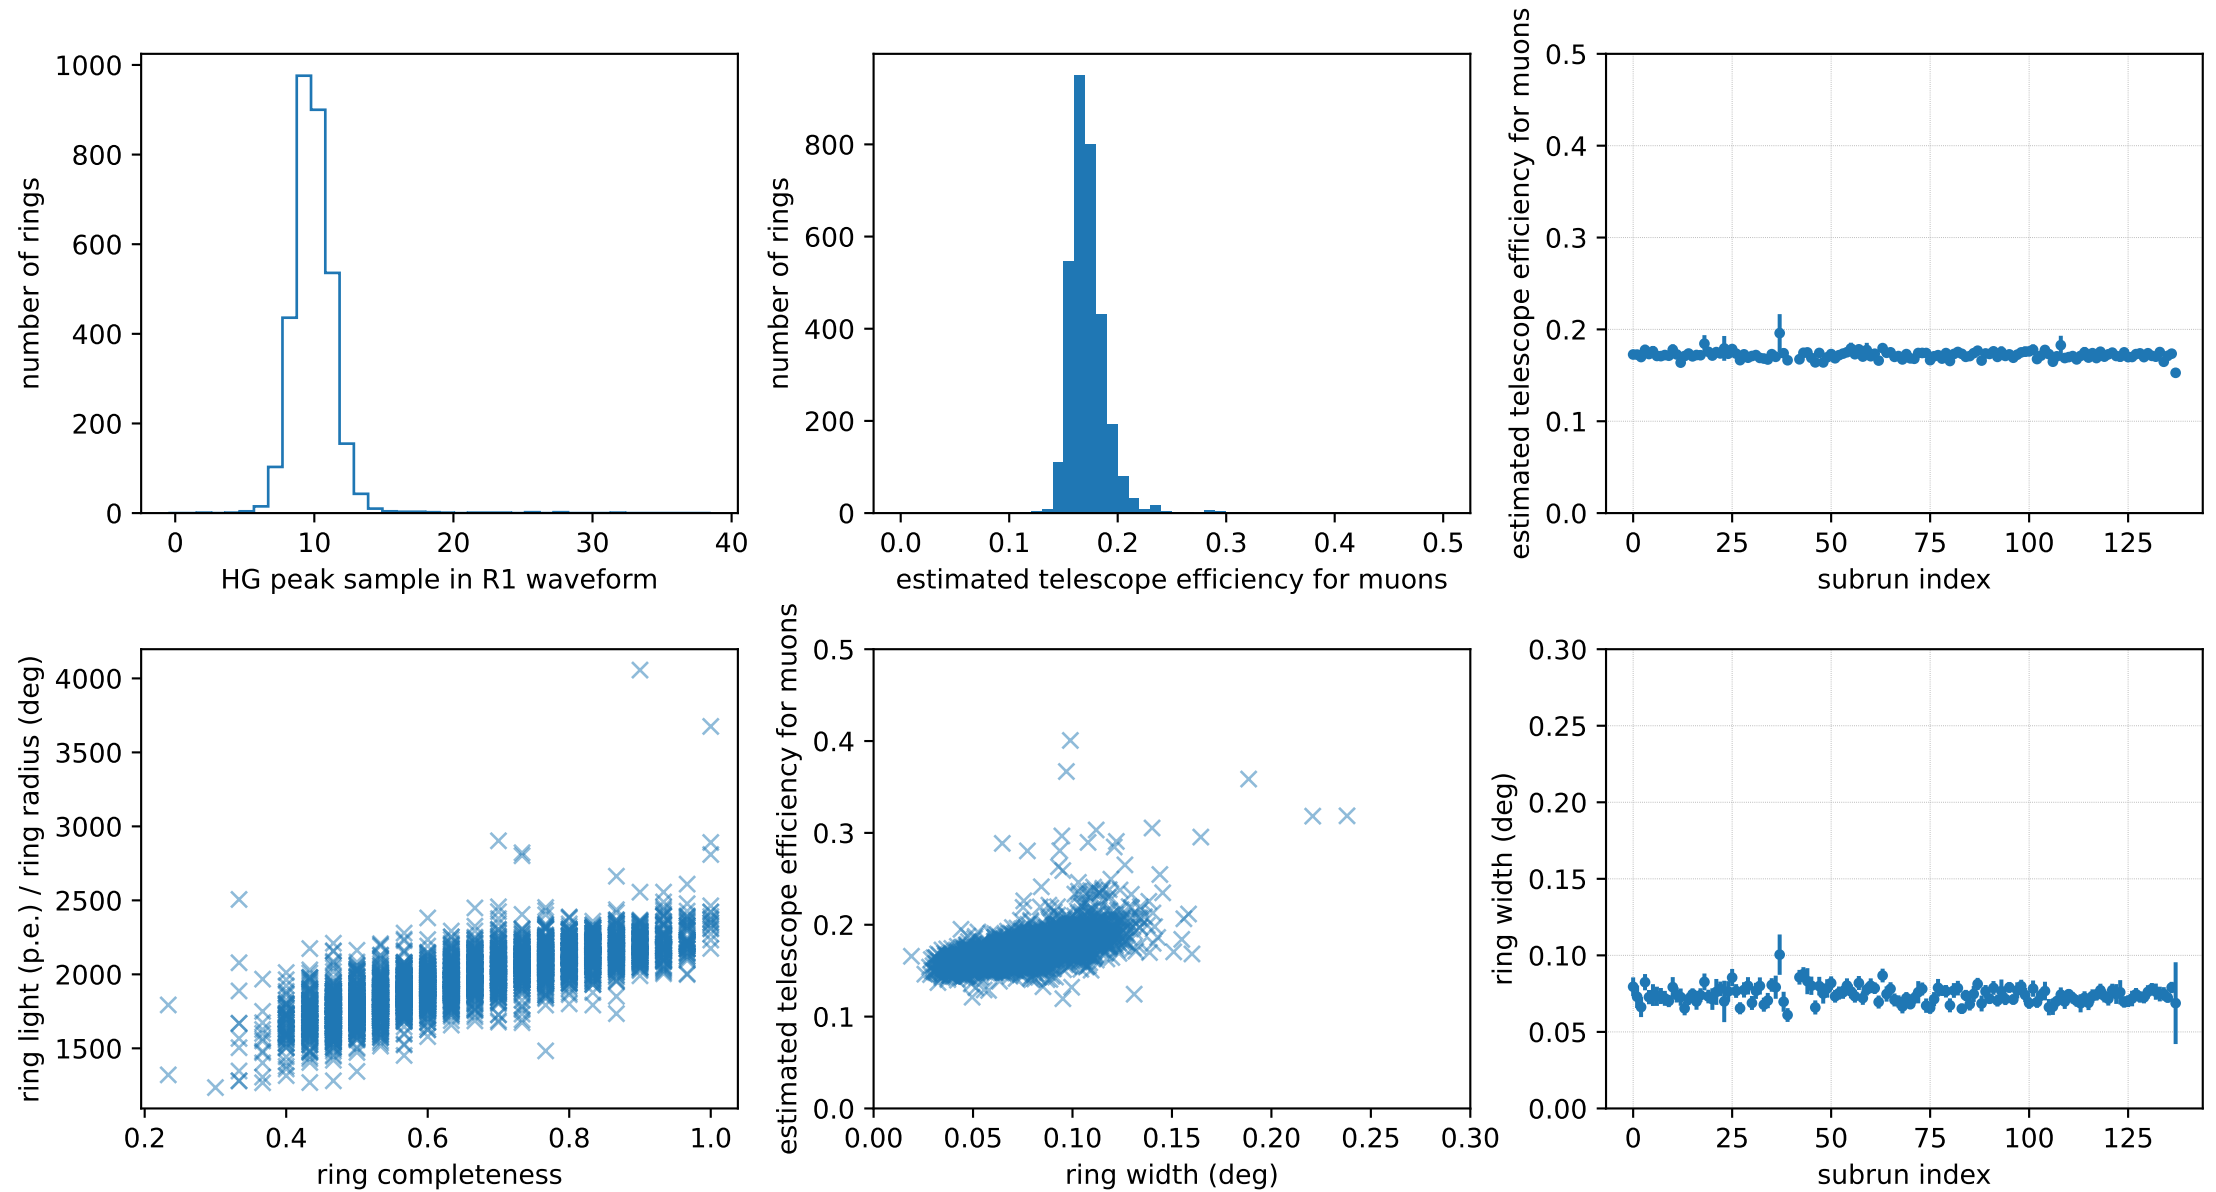 number of rings
1000
800
600
400
200
0
0 10 20 30 40
HG peak sample in R1 waveform
number of rings
800
600
400
200
0
0.0 0.1 0.2 0.3 0.4 0.5
estimated telescope efficiency for muons
estimated telescope efficiency for muons
0.5
0.4
0.3
0.2
0.1
0.0
0 25 50 75 100 125
subrun index
ring light (p.e.) / ring radius (deg)
4000
3500
3000
2500
2000
1500
0.2 0.4 0.6 0.8 1.0
ring completeness
estimated telescope efficiency for muons
0.5
0.4
0.3
0.2
0.1
0.0
0.00 0.05 0.10 0.15 0.20 0.25 0.30
ring width (deg)
ring width (deg)
0.30
0.25
0.20
0.15
0.10
0.05
0.00
0 25 50 75 100 125
subrun index